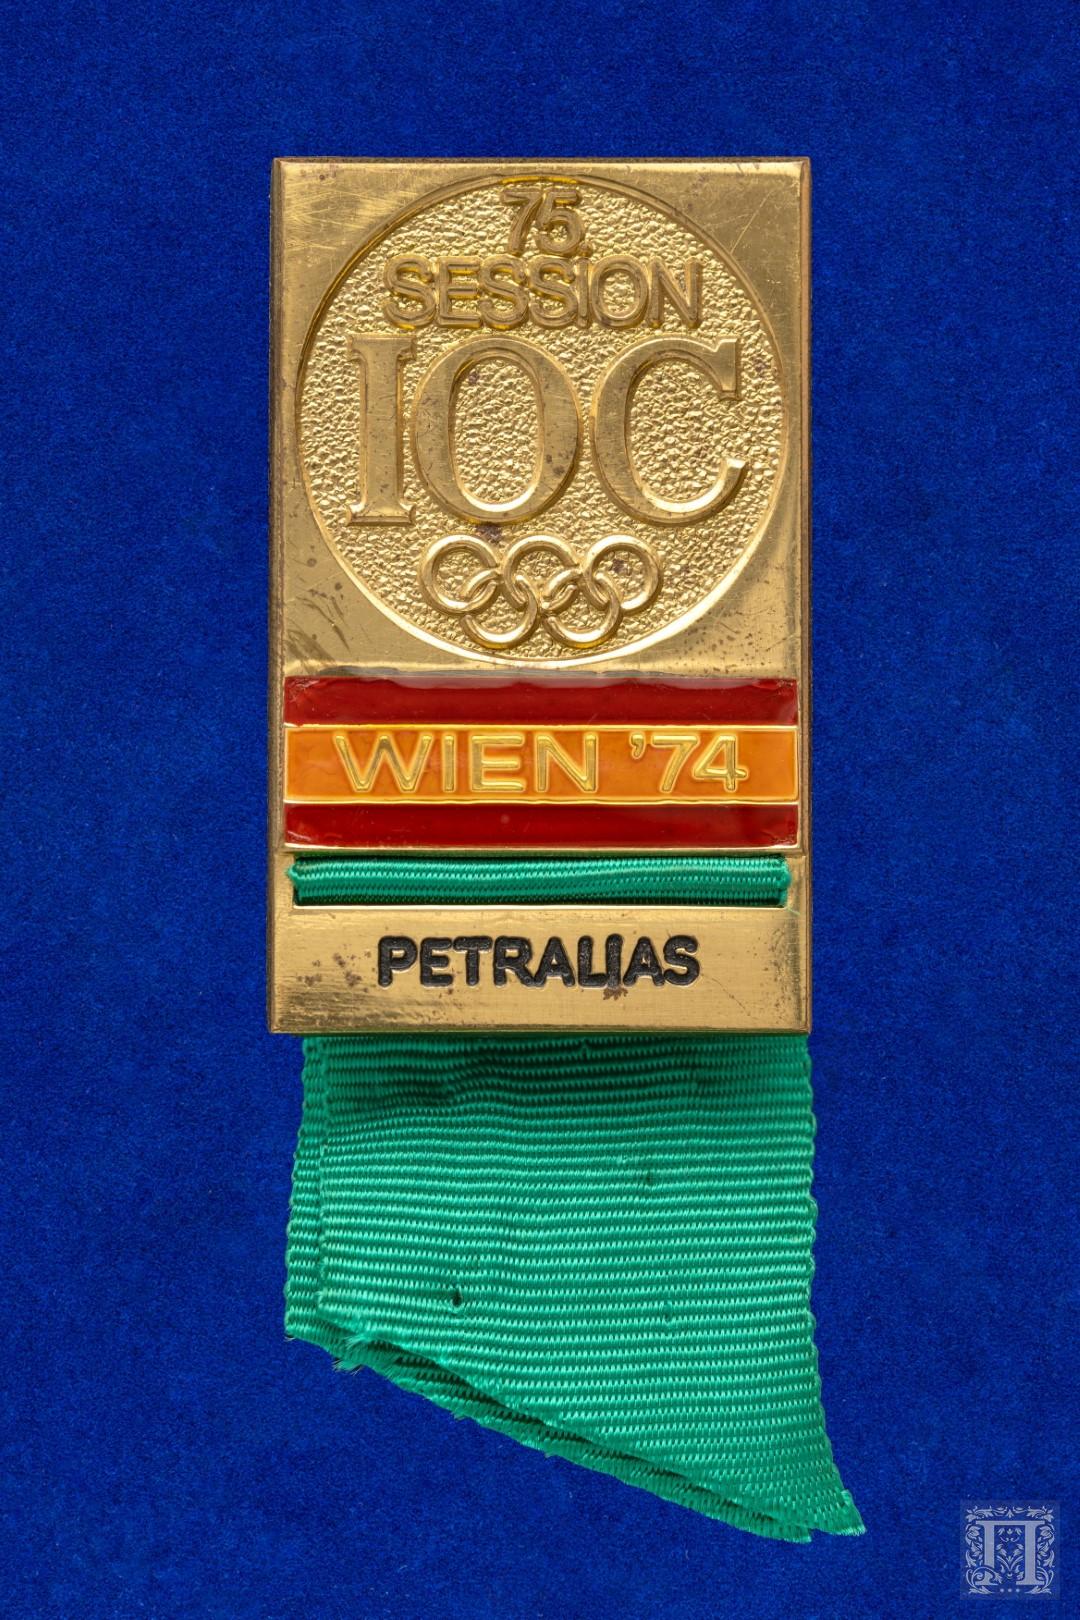 75.
SESSION
IOC
WIEN '74
PETRALIAS